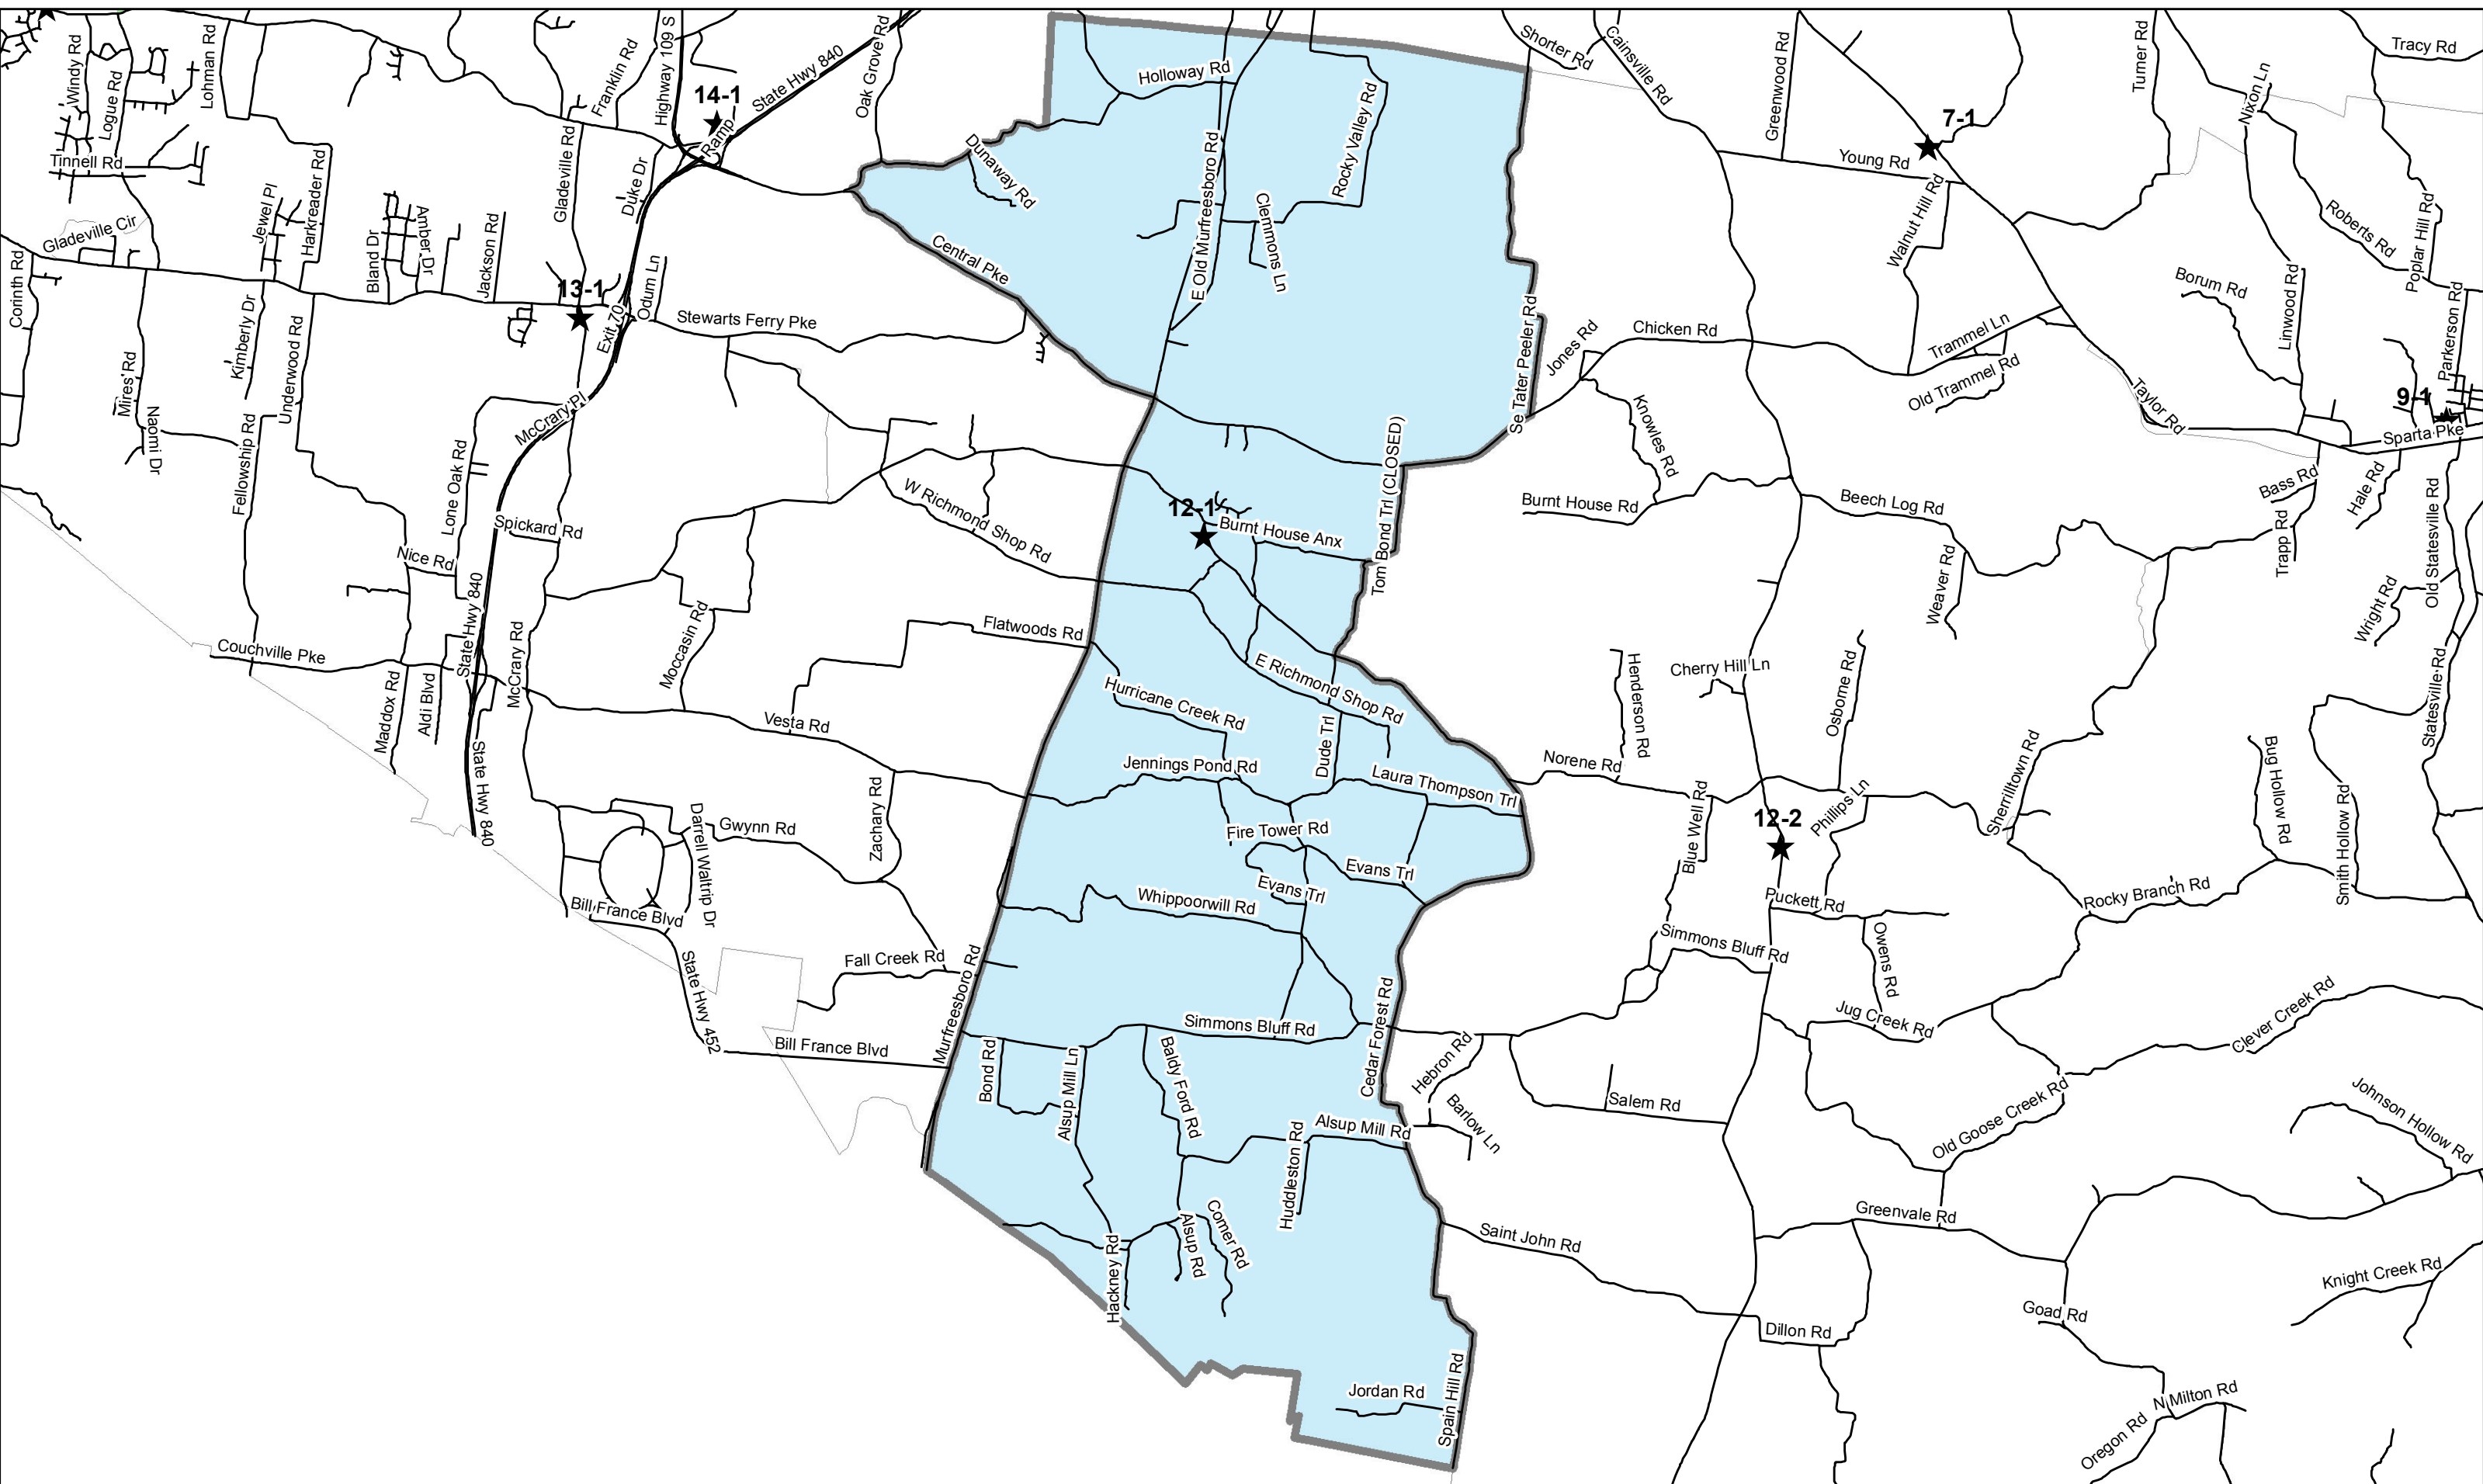 Windy Rd
Logue Rd
Lohman Rd
Franklin Rd
Highway 109 S
14-1
State Hwy 840
Ramp
Oak Grove Rd
Holloway Rd
Rocky Valley Rd
Shorter Rd
Cainsville Rd
Greenwood Rd
7-1
Turner Rd
Nixon Ln
Tracy Rd
Tinnell Rd
Gladeville Cir
Jewel Pl
Harkreader Rd
Bland Dr
Amber Dr
Jackson Rd
Gladeville Rd
Duke Dr
Dunaway Rd
E Old Murfreesboro Rd
Clemmons Ln
Central Pke
Young Rd
Walnut Hill Rd
Roberts Rd
Poplar Hill Rd
Borum Rd
Linwood Rd
Parkerson Rd
Corinth Rd
Mires Rd
Naomi Dr
Kimberly Dr
Underwood Rd
Fellowship Rd
13-1
Exit 70
Odum Ln
Stewarts Ferry Pke
McCrary Pl
Lone Oak Rd
Se Tater Peeler Rd
Jones Rd
Chicken Rd
Trammel Ln
Old Trammel Rd
Taylor Rd
9-1
Sparta Pke
Knowles Rd
Tom Bond Trl (CLOSED)
W Richmond Shop Rd
12-1
Burnt House Anx
Burnt House Rd
Beech Log Rd
Bass Rd
Hale Rd
Trapp Rd
Old Statesville Rd
Wright Rd
Weaver Rd
Spickard Rd
Nice Rd
State Hwy 840
Couchville Pke
Maddox Rd
Aldi Blvd
McCrary Rd
Moccasin Rd
Flatwoods Rd
Hurricane Creek Rd
E Richmond Shop Rd
Dude Trl
Henderson Rd
Cherry Hill Ln
Osborne Rd
Statesville Rd
Vesta Rd
State Hwy 840
Jennings Pond Rd
Laura Thompson Trl
Norene Rd
Blue Well Rd
12-2
Phillips Ln
Sherrilltown Rd
Bug Hollow Rd
Smith Hollow Rd
Darrell Waltrip Dr
Gwynn Rd
Zachary Rd
Fire Tower Rd
Evans Trl
Evans Trl
Whippoorwill Rd
Bill France Blvd
Puckett Rd
Rocky Branch Rd
Owens Rd
Simmons Bluff Rd
State Hwy 452
Fall Creek Rd
Murfreesboro Rd
Bill France Blvd
Simmons Bluff Rd
Cedar Forest Rd
Jug Creek Rd
Clever Creek Rd
Bond Rd
Alsup Mill Ln
Baldy Ford Rd
Hebron Rd
Barlow Ln
Salem Rd
Old Goose Creek Rd
Johnson Hollow Rd
Alsup Mill Rd
Huddleston Rd
Hackney Rd
Alsup Rd
Corner Rd
Saint John Rd
Greenvale Rd
Knight Creek Rd
Goad Rd
Dillon Rd
Jordan Rd
Spain Hill Rd
N Milton Rd
Oregon Rd